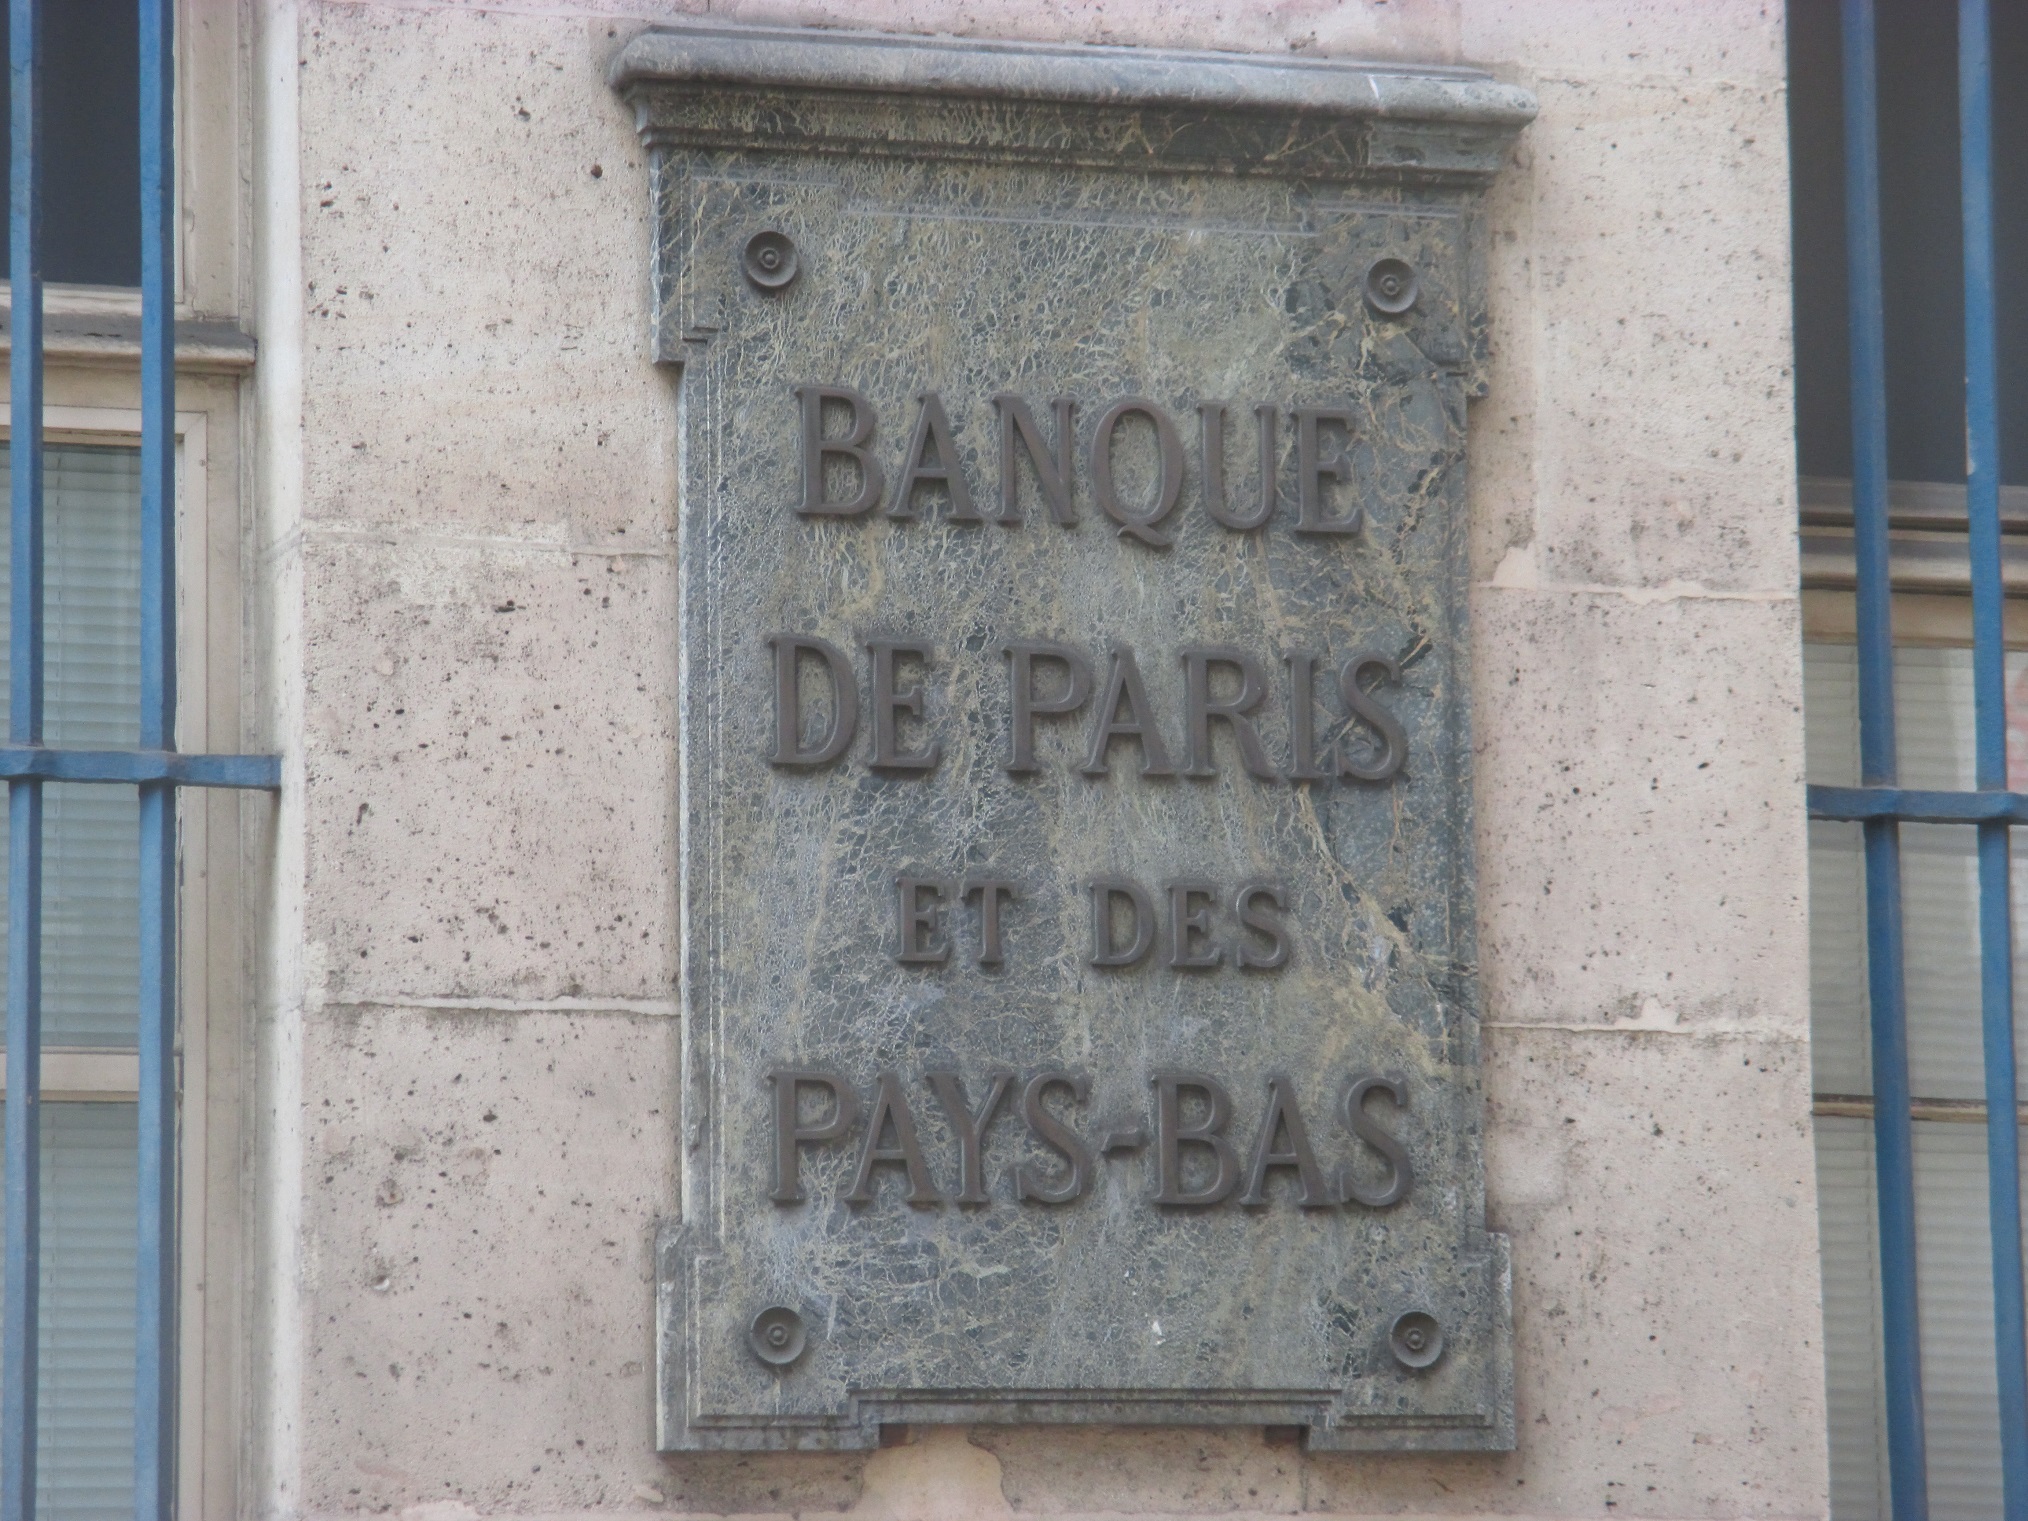 BANQUE
DE PARIS
ET DES
PAYS-BAS